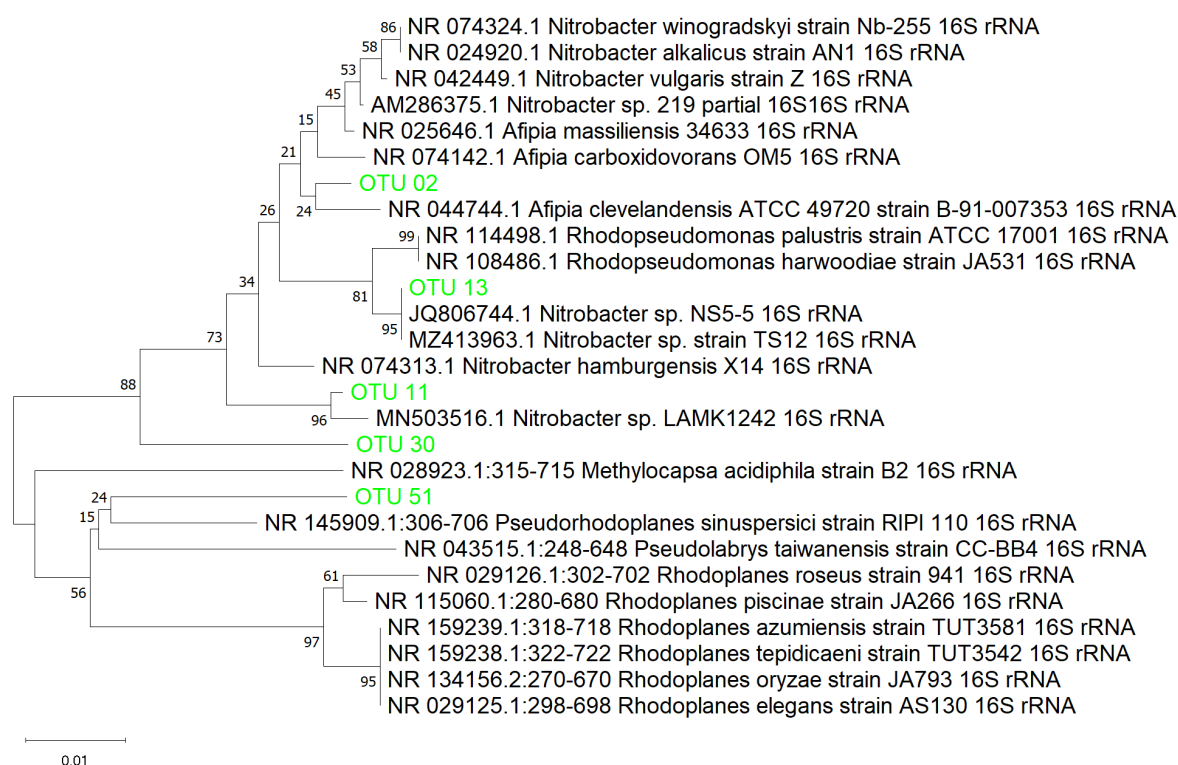 86
NR 074324.1 Nitrobacter winogradskyi strain Nb-255 16S rRNA
58
NR 024920.1 Nitrobacter alkalicus strain AN1 16S rRNA
53
NR 042449.1 Nitrobacter vulgaris strain Z 16S rRNA
45
AM286375.1 Nitrobacter sp. 219 partial 16S16S rRNA
15
NR 025646.1 Afipia massiliensis 34633 16S rRNA
21
NR 074142.1 Afipia carboxidovorans OM5 16S rRNA
OTU 02
26
24
NR 044744.1 Afipia clevelandensis ATCC 49720 strain B-91-007353 16S rRNA
99
NR 114498.1 Rhodopseudomonas palustris strain ATCC 17001 16S rRNA
NR 108486.1 Rhodopseudomonas harwoodiae strain JA531 16S rRNA
34
81
OTU 13
JQ806744.1 Nitrobacter sp. NS5-5 16S rRNA
73
95
MZ413963.1 Nitrobacter sp. strain TS12 16S rRNA
NR 074313.1 Nitrobacter hamburgensis X14 16S rRNA
88
OTU 11
96
MN503516.1 Nitrobacter sp. LAMK1242 16S rRNA
OTU 30
NR 028923.1:315-715 Methylocapsa acidiphila strain B2 16S rRNA
24
OTU 51
15
NR 145909.1:306-706 Pseudorhodoplanes sinuspersici strain RIPI 110 16S rRNA
NR 043515.1:248-648 Pseudolabrys taiwanensis strain CC-BB4 16S rRNA
61
NR 029126.1:302-702 Rhodoplanes roseus strain 941 16S rRNA
56
NR 115060.1:280-680 Rhodoplanes piscinae strain JA266 16S rRNA
97
NR 159239.1:318-718 Rhodoplanes azumiensis strain TUT3581 16S rRNA
NR 159238.1:322-722 Rhodoplanes tepidicaeni strain TUT3542 16S rRNA
95
NR 134156.2:270-670 Rhodoplanes oryzae strain JA793 16S rRNA
NR 029125.1:298-698 Rhodoplanes elegans strain AS130 16S rRNA
0.01